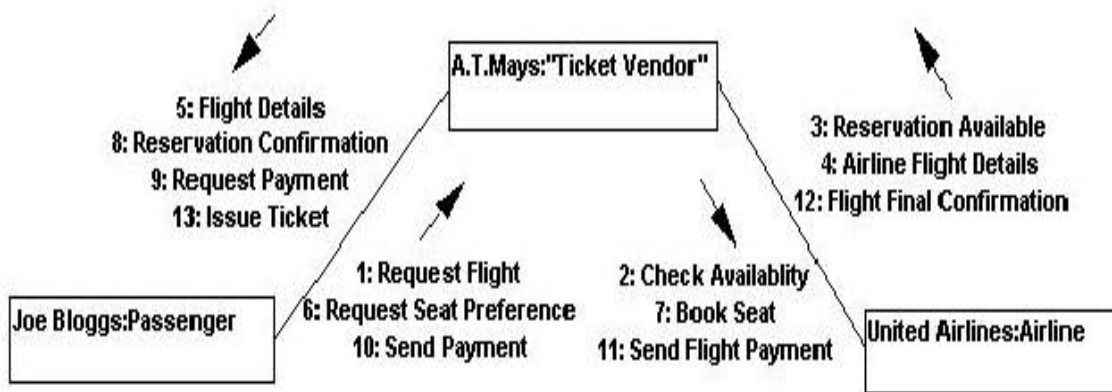 A.T.Mays:"Ticket Vendor"
5: Flight Details
8: Reservation Confirmation
9: Request Payment
13: Issue Ticket
3: Reservation Available
4: Airline Flight Details
12: Flight Final Confirmation
1: Request Flight
6: Request Seat Preference
10: Send Payment
2: Check Availablity
7: Book Seat
11: Send Flight Payment
Joe Bloggs:Passenger
United Airlines:Airline